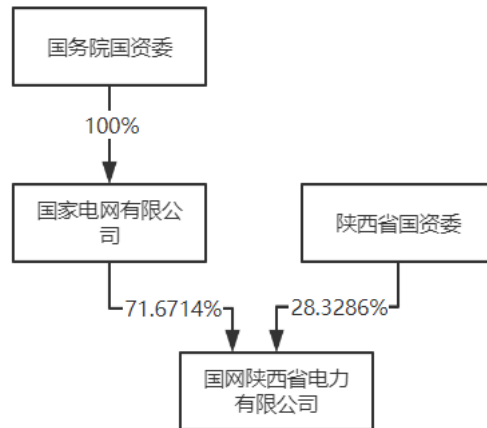 国务院国资委
100%
国家电网有限公
司
陕西省国资委
71.6714%
28.3286%
国网陕西省电力
有限公司